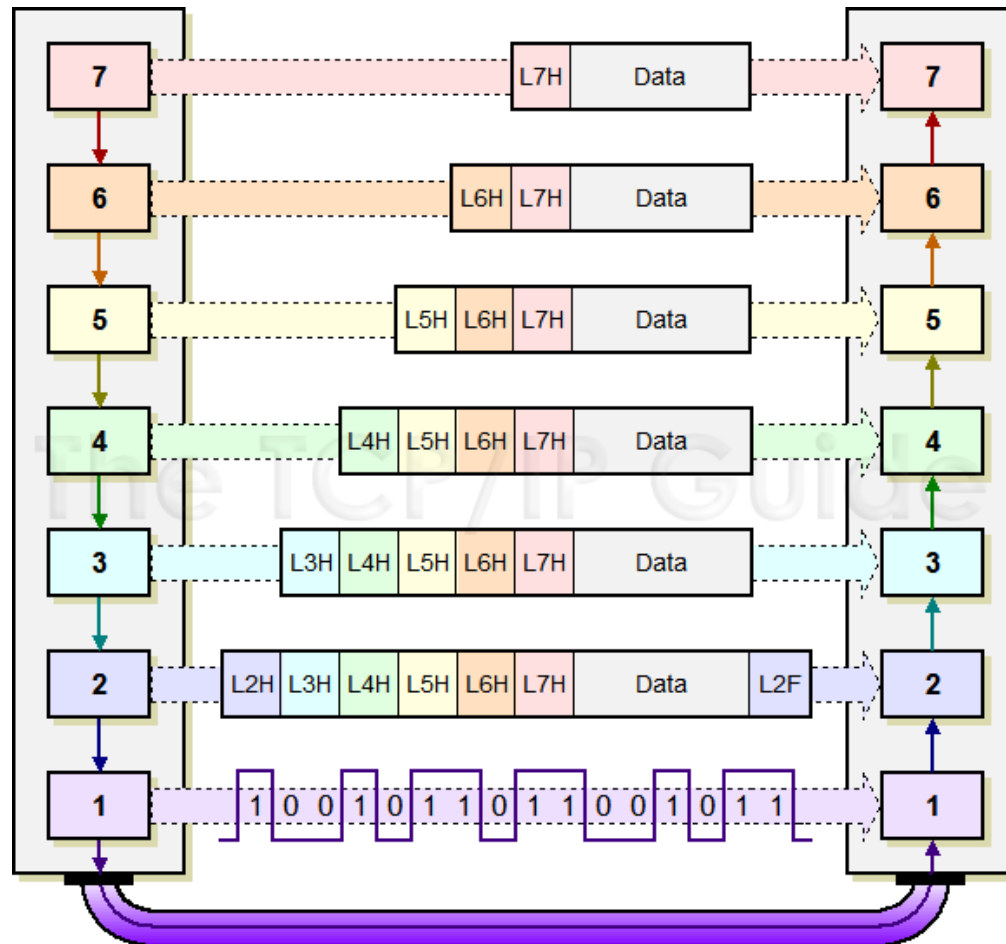 7 L7H Data 7
6 L6H L7H Data 6
5 L5H L6H L7H Data 5
4 L4H L5H L6H L7H Data 4
The TCP/IP Guide
3 L3H L4H L5H L6H L7H Data 3
2 L2H L3H L4H L5H L6H L7H Data L2F 2
1 1 0 0 1 0 1 1 0 1 1 0 0 1 0 1 1 1